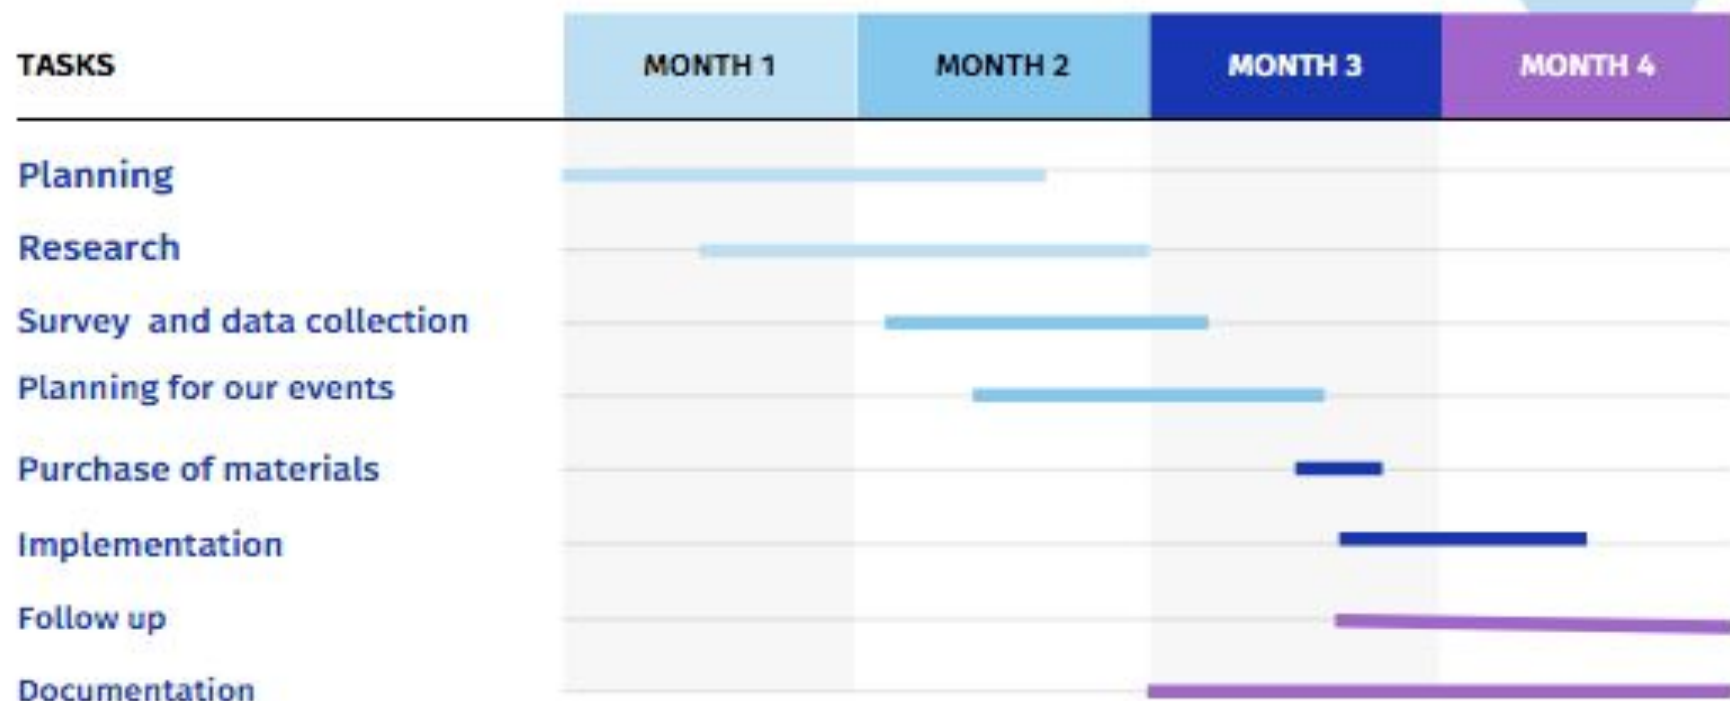 TASKS MONTH 1 MONTH 2 MONTH 3 MONTH 4
Planning
Research
Survey  and data collection
Planning for our events
Purchase of materials
Implementation
Follow up
Documentation